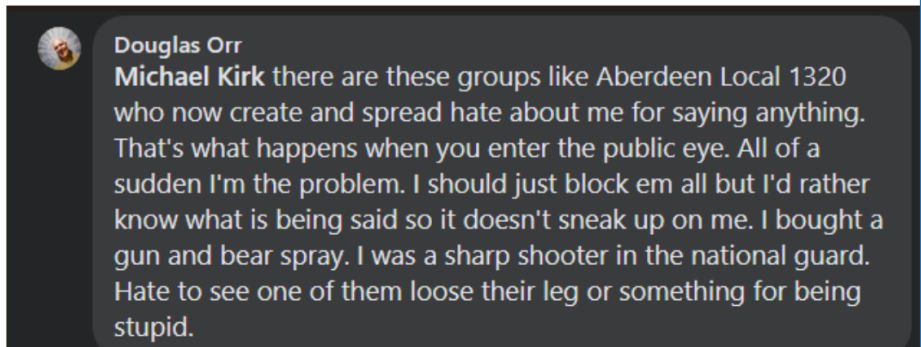 Douglas Orr
Michael Kirk there are these groups like Aberdeen Local 1320
who now create and spread hate about me for saying anything.
That's what happens when you enter the public eye. All of a
sudden I'm the problem. I should just block em all but I'd rather
know what is being said so it doesn't sneak up on me. I bought a
gun and bear spray. I was a sharp shooter in the national guard.
Hate to see one of them loose their leg or something for being
stupid.